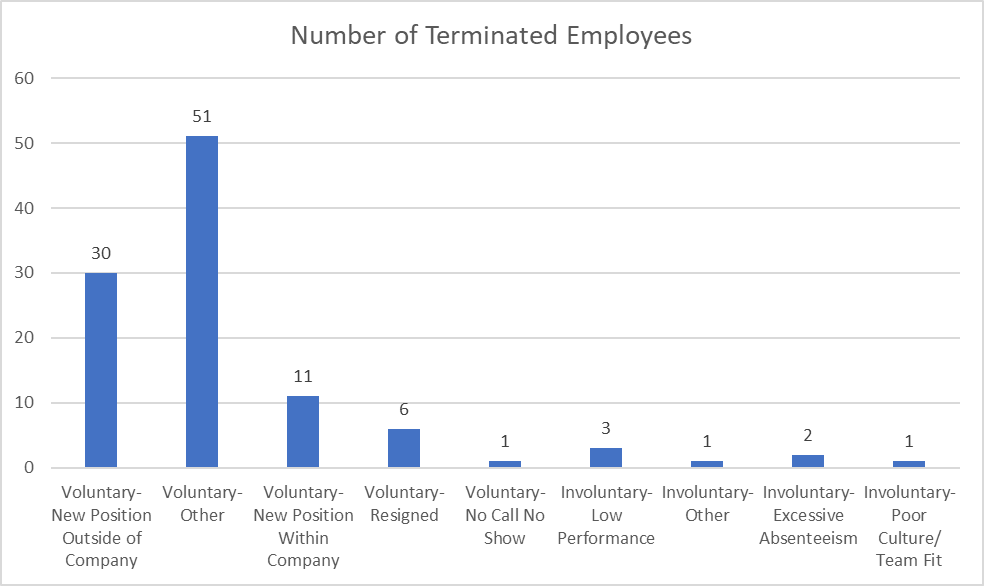 Number of Terminated Employees
60
50
40
30
20
10
0
30
51
11
6
1
3
1
2
1
Voluntary-
New Position
Outside of
Company
Voluntary-
Other
Voluntary-
New Position
Within
Company
Voluntary-
Resigned
Voluntary-
No Call No
Show
Involuntary-
Low
Performance
Involuntary-
Other
Involuntary-
Excessive
Absenteeism
Involuntary-
Poor
Culture/
Team Fit